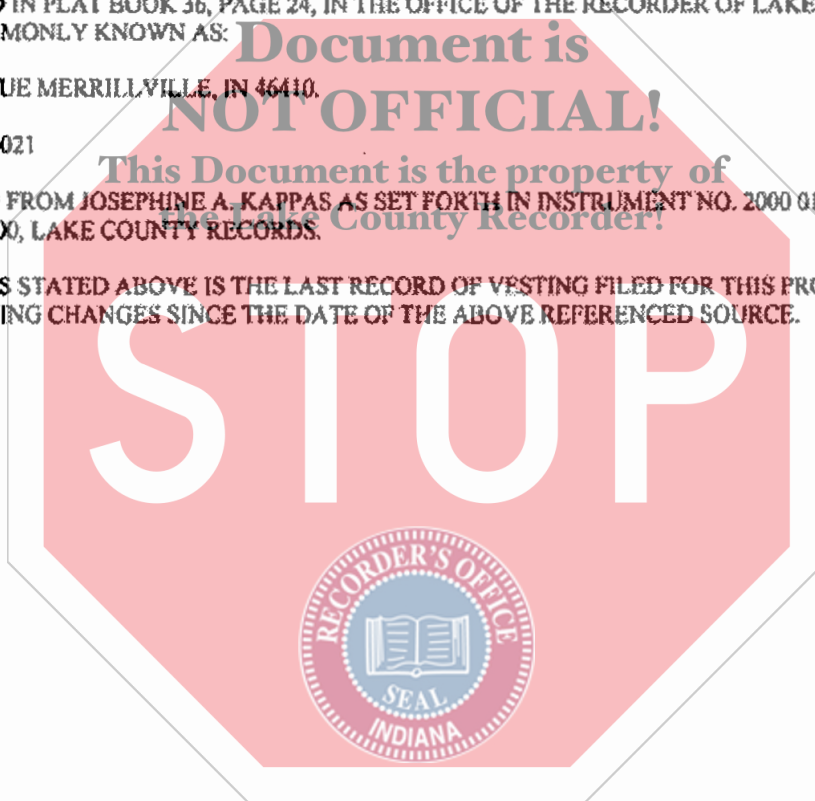 IN PLAT BOOK 36, PAGE 24, IN THE OFFICE OF THE RECORDER OF LAKE
MONLY KNOWN AS:
Document is
UE MERRILLVILLE, IN 46410.
NOT OFFICIAL!
021
This Document is the property of
FROM JOSEPHINE A. KAPPAS AS SET FORTH IN INSTRUMENT NO. 2000 01
the Lake County Recorder!
0, LAKE COUNTY RECORDS.
S STATED ABOVE IS THE LAST RECORD OF VESTING FILED FOR THIS PRO
ING CHANGES SINCE THE DATE OF THE ABOVE REFERENCED SOURCE.
STOP
RECORDER'S OFFICE
SEAL
INDIANA